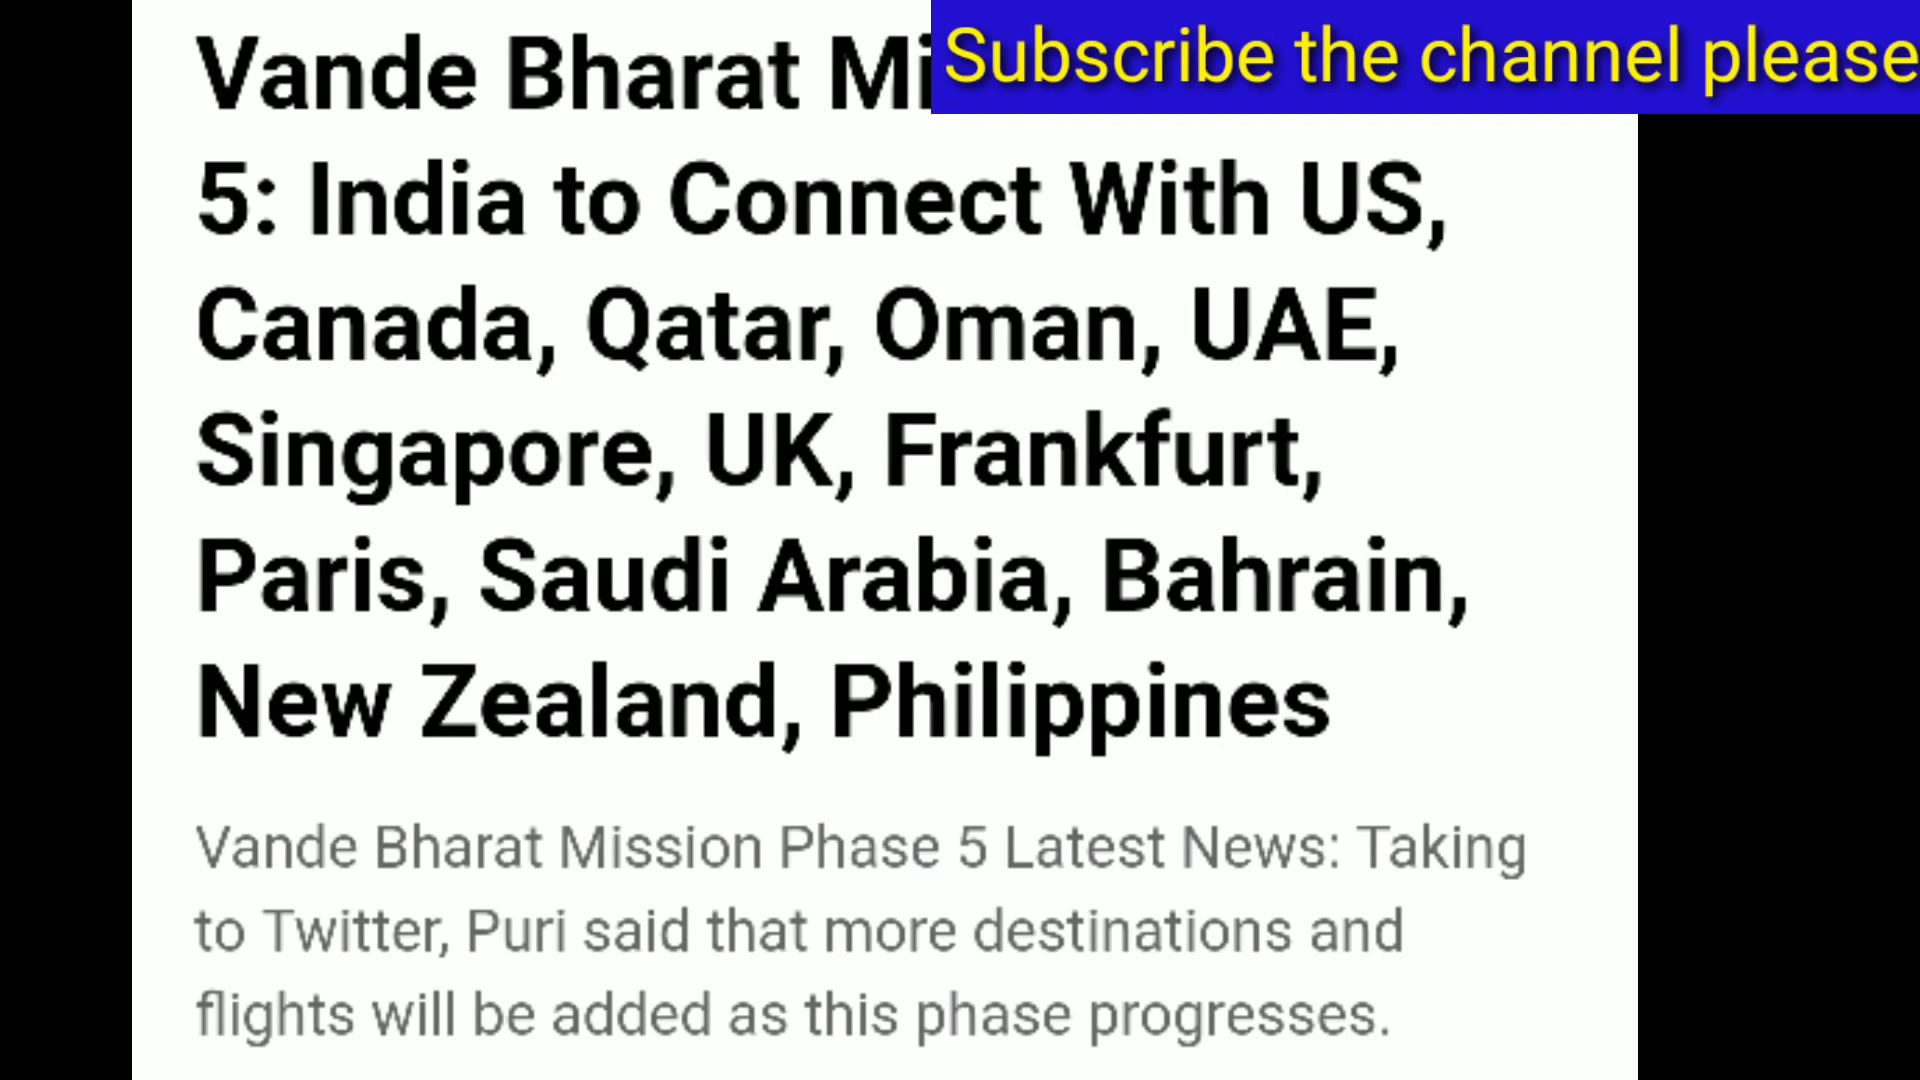 Vande Bharat
Subscribe the channel please
5: India to Connect With US,
Canada, Qatar, Oman, UAE,
Singapore, UK, Frankfurt,
Paris, Saudi Arabia, Bahrain,
New Zealand, Philippines
Vande Bharat Mission Phase 5 Latest News: Taking
to Twitter, Puri said that more destinations and
flights will be added as this phase progresses.